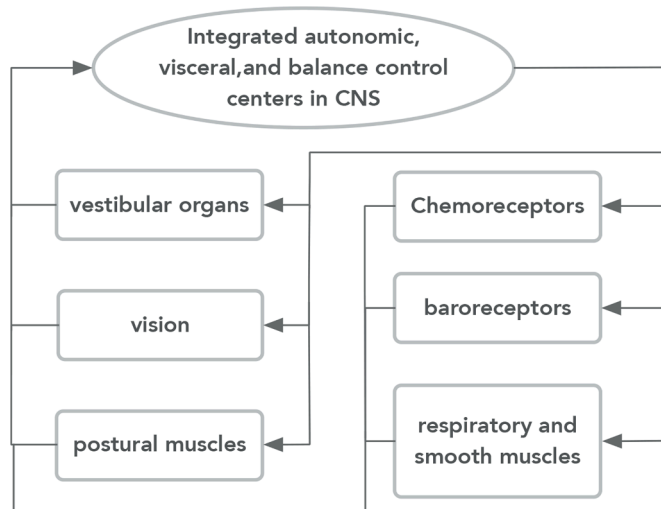 Integrated autonomic,
visceral,and balance control
centers in CNS
vestibular organs
Chemoreceptors
vision
baroreceptors
postural muscles
respiratory and
smooth muscles